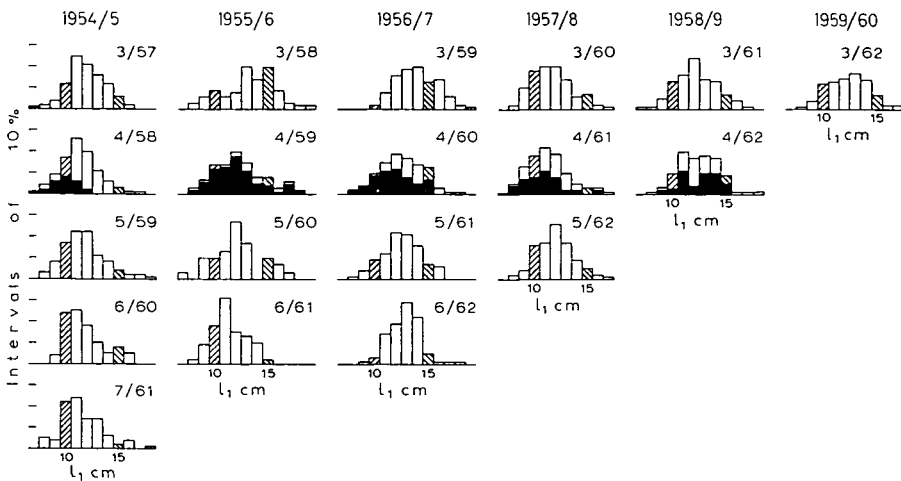 1954/5 1955/6 1956/7 1957/8 1958/9 1959/60
3/57 3/58 3/59 3/60 3/61 3/62
10 15
l₁ cm
4/58 4/59 4/60 4/61 4/62
10 15
l₁ cm
5/59 5/60 5/61 5/62
10 15
l₁ cm
6/60 6/61 6/62
10 15 10 15
l₁ cm l₁ cm
7/61
10 15
l₁ cm
Intervals of 10%